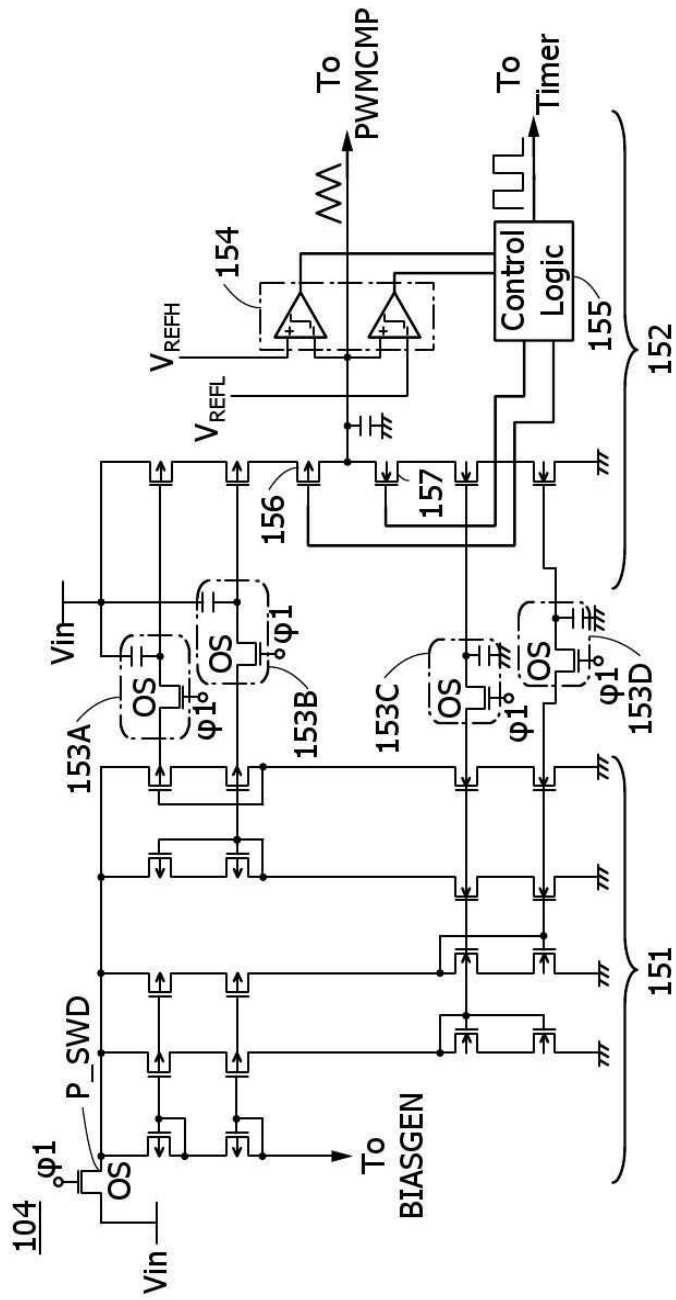 104
φ1
OS
P_SWD
Vin
To
BIASGEN
151
153A
OS
φ1
Vin
OS
φ1
153B
153C
OS
φ1
OS
φ1
153D
156
157
VREFH
VREFL
154
To
PWMCMP
Control
Logic
155
To
Timer
152